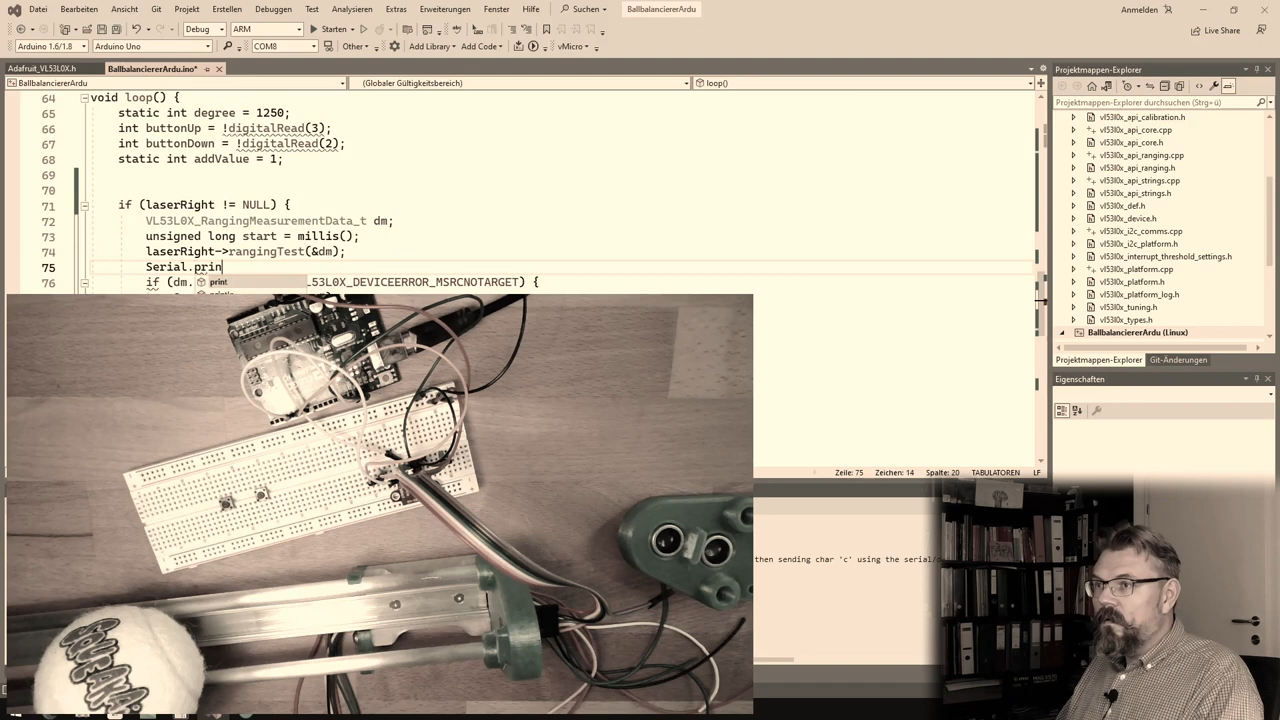 Datei Bearbeiten Ansicht Git Projekt Erstellen Debuggen Test Analysieren Extras Erweiterungen Fenster Hilfe Suchen BallbalanciererArdu Anmelden
Debug ARM Starten Live Share
Arduino 1.6/1.8 Arduino Uno COM8 Other Add Library Add Code vMicro
Adafruit_VL53L0X.h BallbalanciererArdu.ino*
BallbalanciererArdu (Globaler Gültigkeitsbereich) loop()
64 void loop() {
65 static int degree = 1250;
66 int buttonUp = !digitalRead(3);
67 int buttonDown = !digitalRead(2);
68 static int addValue = 1;
69
70
71 if (laserRight != NULL) {
72 VL53L0X_RangingMeasurementData_t dm;
73 unsigned long start = millis();
74 laserRight->rangingTest(&dm);
75 Serial.prin
76 if (dm. L53L0X_DEVICEERROR_MSRCNOTARGET) {
print
Zeile: 75 Zeichen: 14 Spalte: 20 TABULATOREN LF
then sending char 'c' using the serial/
SQUEAKAir
Projektmappen-Explorer
Projektmappen-Explorer durchsuchen (Strg+ü)
vl53l0x_api_calibration.h
vl53l0x_api_core.cpp
vl53l0x_api_core.h
vl53l0x_api_ranging.cpp
vl53l0x_api_ranging.h
vl53l0x_api_strings.cpp
vl53l0x_api_strings.h
vl53l0x_def.h
vl53l0x_device.h
vl53l0x_i2c_comms.cpp
vl53l0x_i2c_platform.h
vl53l0x_interrupt_threshold_settings.h
vl53l0x_platform.cpp
vl53l0x_platform.h
vl53l0x_platform_log.h
vl53l0x_tuning.h
vl53l0x_types.h
BallbalanciererArdu (Linux)
Projektmappen-Explorer Git-Änderungen
Eigenschaften